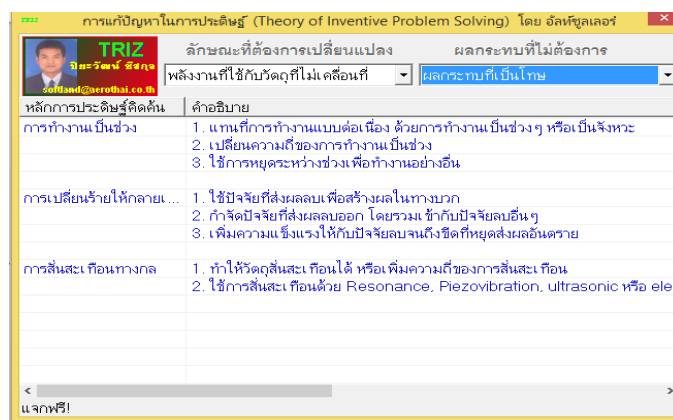 TRIZ การแก้ปัญหาในการประดิษฐ์ (Theory of Inventive Problem Solving) โดย อัลท์ชูลเลอร์
TRIZ
ปิยะวัฒน์
softland@aerothai.co.th
ลักษณะที่ต้องการเปลี่ยนแปลง ผลกระทบที่ไม่ต้องการ
พลังงานที่ใช้กับวัตถุที่ไม่เคลื่อนที่ ผลกระทบที่เป็นโทษ
หลักการประดิษฐ์คิดค้น คำอธิบาย
การทำงานเป็นช่วง 1. แทนที่การทำงานแบบต่อเนื่อง ด้วยการทำงานเป็นช่วงๆ หรือเป็นจังหวะ
2. เปลี่ยนความถี่ของการทำงานเป็นช่วง
3. ใช้การหยุดระหว่างช่วงเพื่อทำงานอย่างอื่น
การเปลี่ยนร้ายให้กลายเ... 1. ใช้ปัจจัยที่ส่งผลลบเพื่อสร้างผลในทางบวก
2. กำจัดปัจจัยที่ส่งผลลบออก โดยรวมเข้ากับปัจจัยลบอื่นๆ
3. เพิ่มความแข็งแรงให้กับปัจจัยลบจนถึงขีดที่หยุดส่งผลอันตราย
การสั่นสะเทือนทางกล 1. ทำให้วัตถุสั่นสะเทือนได้ หรือเพิ่มความถี่ของการสั่นสะเทือน
2. ใช้การสั่นสะเทือนด้วย Resonance, Piezovibration, ultrasonic หรือ ele
แจกฟรี!